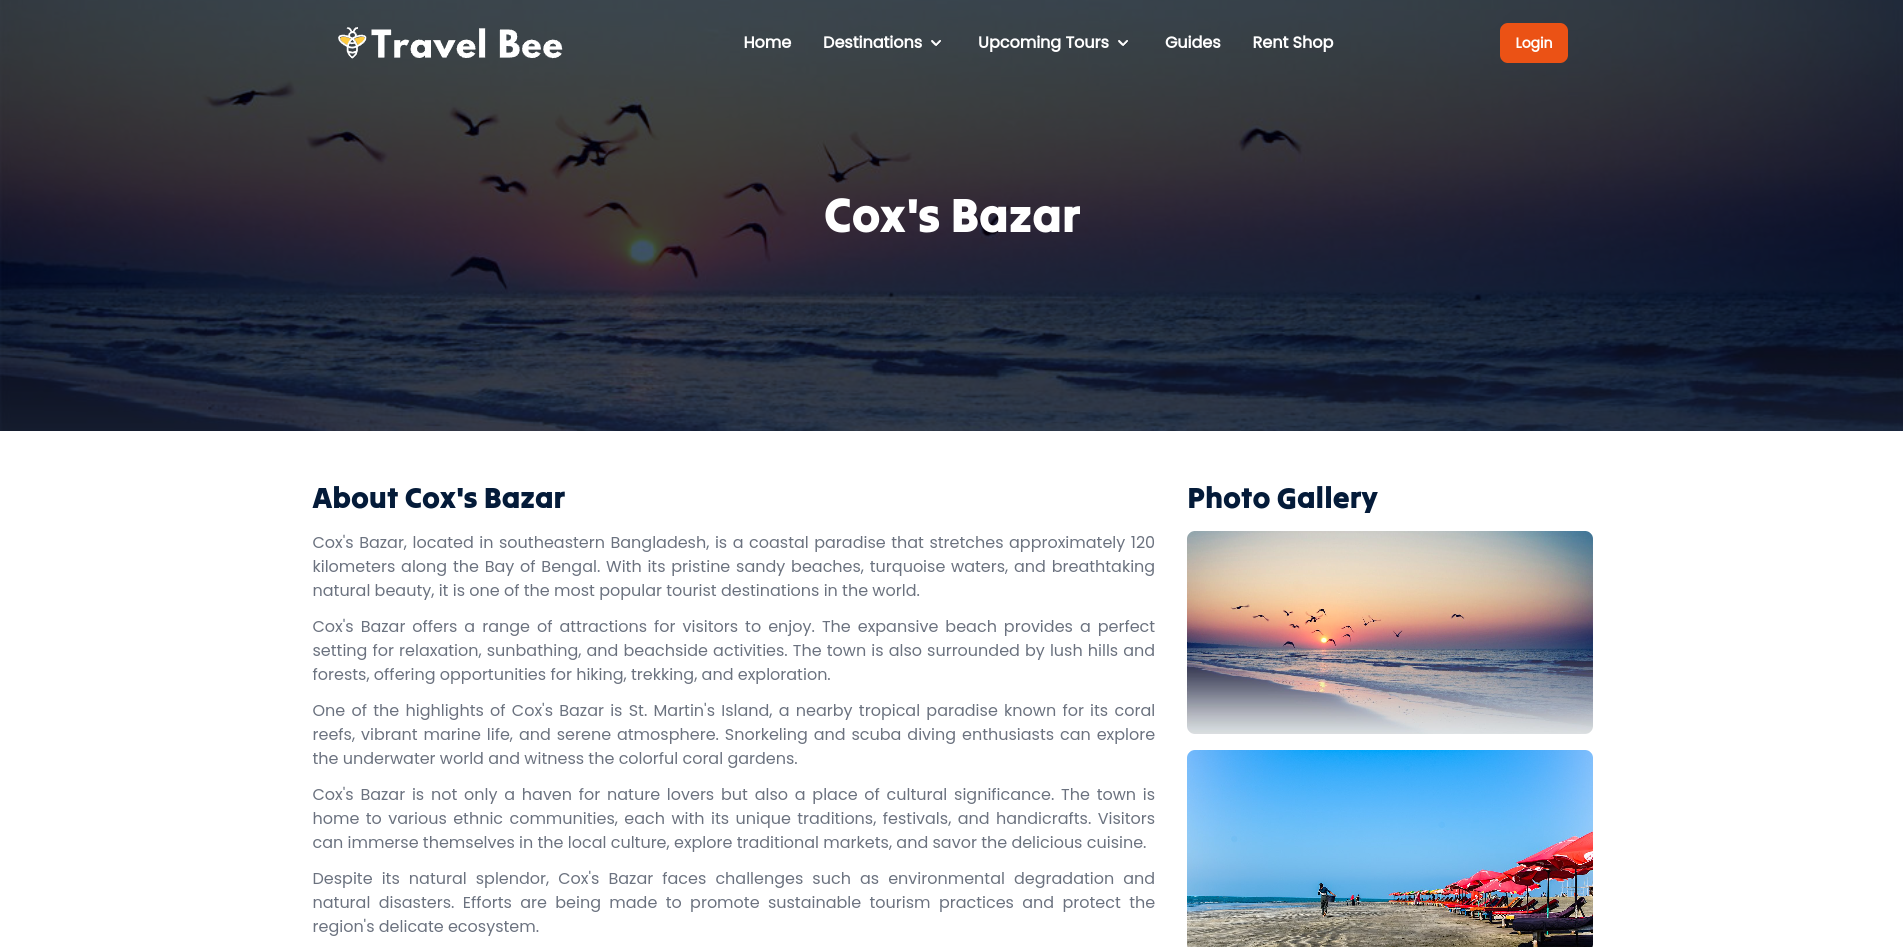 Travel Bee
Home Destinations Upcoming Tours Guides Rent Shop
Login
Cox's Bazar
About Cox's Bazar
Cox's Bazar, located in southeastern Bangladesh, is a coastal paradise that stretches approximately 120
kilometers along the Bay of Bengal. With its pristine sandy beaches, turquoise waters, and breathtaking
natural beauty, it is one of the most popular tourist destinations in the world.
Cox's Bazar offers a range of attractions for visitors to enjoy. The expansive beach provides a perfect
setting for relaxation, sunbathing, and beachside activities. The town is also surrounded by lush hills and
forests, offering opportunities for hiking, trekking, and exploration.
One of the highlights of Cox's Bazar is St. Martin's Island, a nearby tropical paradise known for its coral
reefs, vibrant marine life, and serene atmosphere. Snorkeling and scuba diving enthusiasts can explore
the underwater world and witness the colorful coral gardens.
Cox's Bazar is not only a haven for nature lovers but also a place of cultural significance. The town is
home to various ethnic communities, each with its unique traditions, festivals, and handicrafts. Visitors
can immerse themselves in the local culture, explore traditional markets, and savor the delicious cuisine.
Despite its natural splendor, Cox's Bazar faces challenges such as environmental degradation and
natural disasters. Efforts are being made to promote sustainable tourism practices and protect the
region's delicate ecosystem.
Photo Gallery